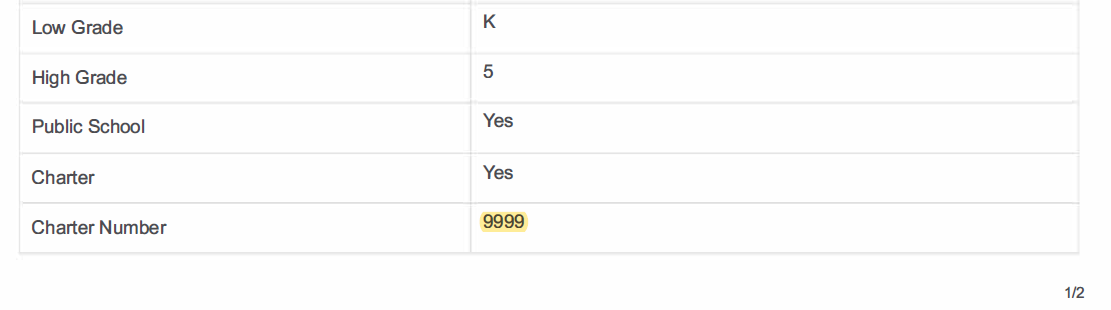 Low Grade K
High Grade 5
Public School Yes
Charter Yes
Charter Number 9999
1/2